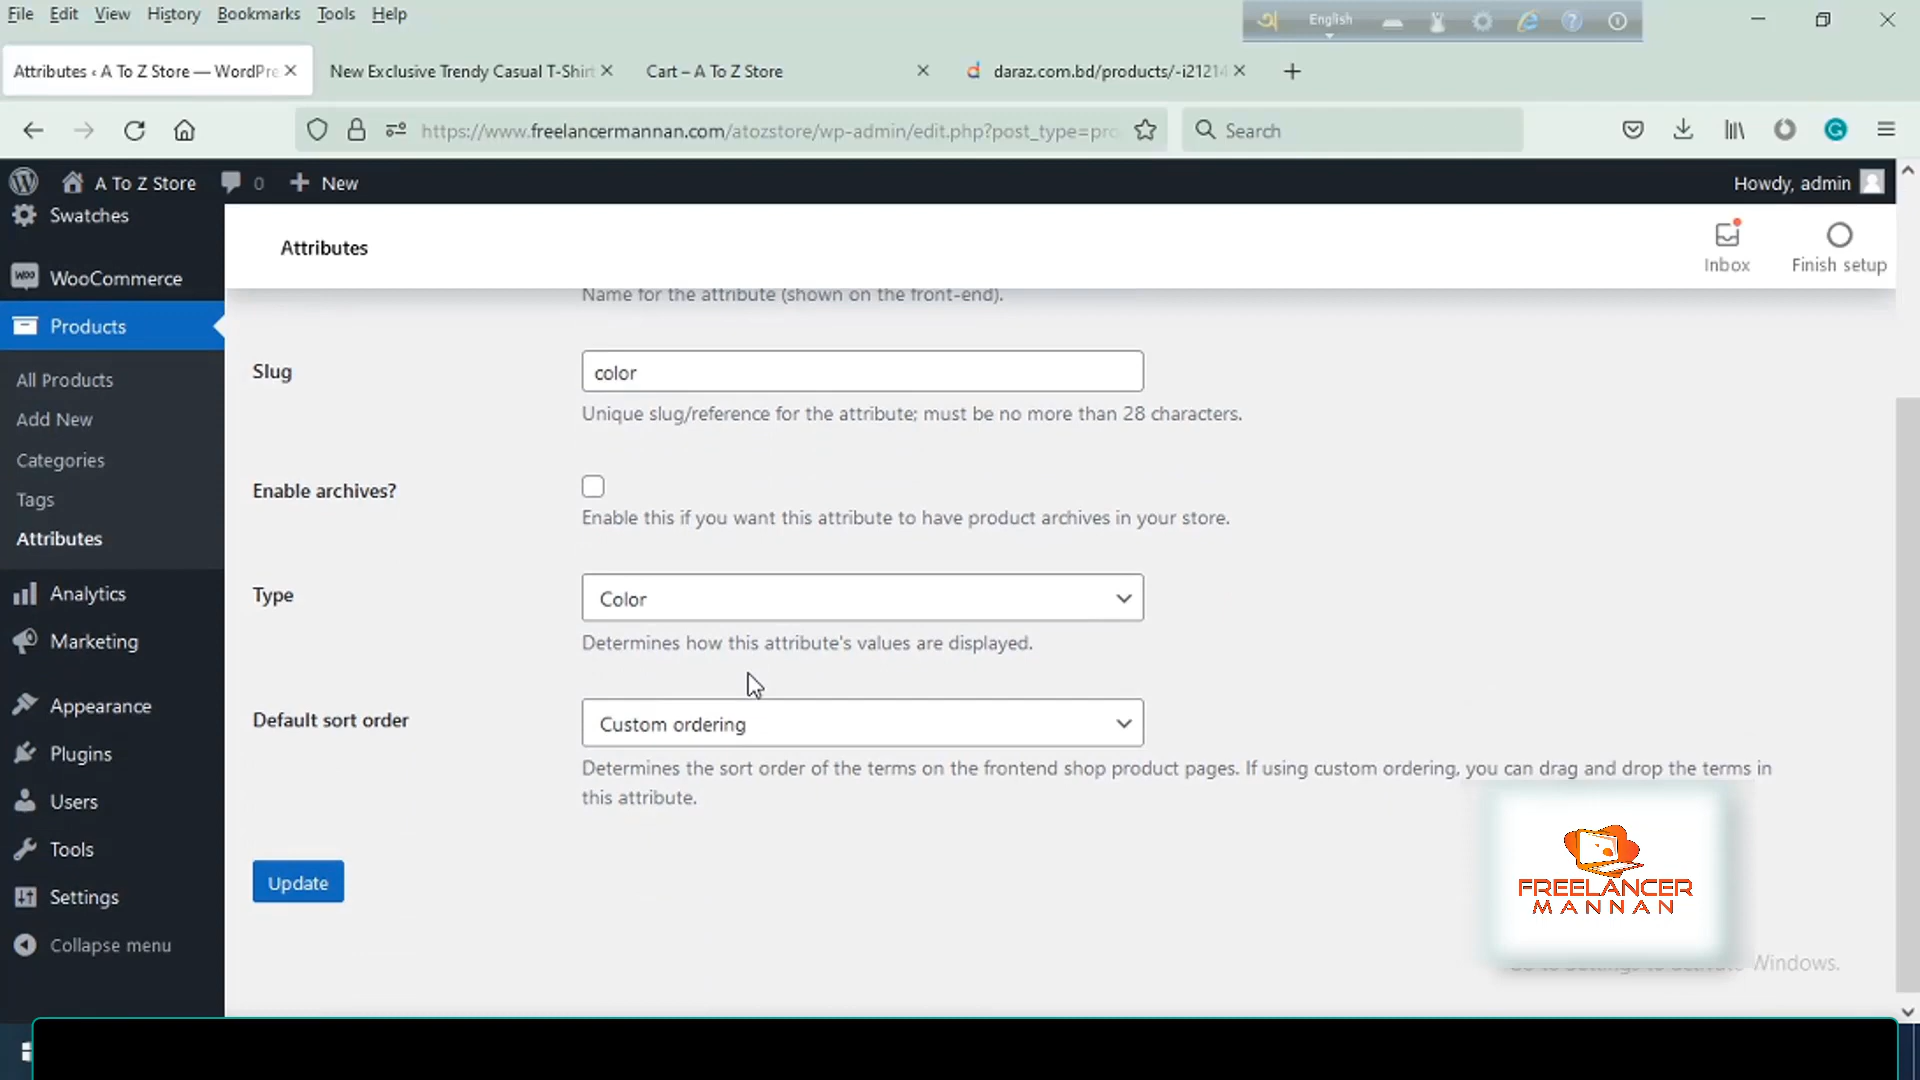 File Edit View History Bookmarks Tools Help
অ English
Attributes ‹ A To Z Store — WordPre
New Exclusive Trendy Casual T-Shirt
Cart – A To Z Store
daraz.com.bd/products/-i21214
https://www.freelancermannan.com/atozstore/wp-admin/edit.php?post_type=pro
Search
A To Z Store 0 New
Howdy, admin
Swatches
WooCommerce
Products
All Products
Add New
Categories
Tags
Attributes
Analytics
Marketing
Appearance
Plugins
Users
Tools
Settings
Collapse menu
Attributes
Inbox
Finish setup
Name for the attribute (shown on the front-end).
Slug
color
Unique slug/reference for the attribute; must be no more than 28 characters.
Enable archives?
Enable this if you want this attribute to have product archives in your store.
Type
Color
Determines how this attribute's values are displayed.
Default sort order
Custom ordering
Determines the sort order of the terms on the frontend shop product pages. If using custom ordering, you can drag and drop the terms in
this attribute.
Update
FREELANCER
MANNAN
Windows.